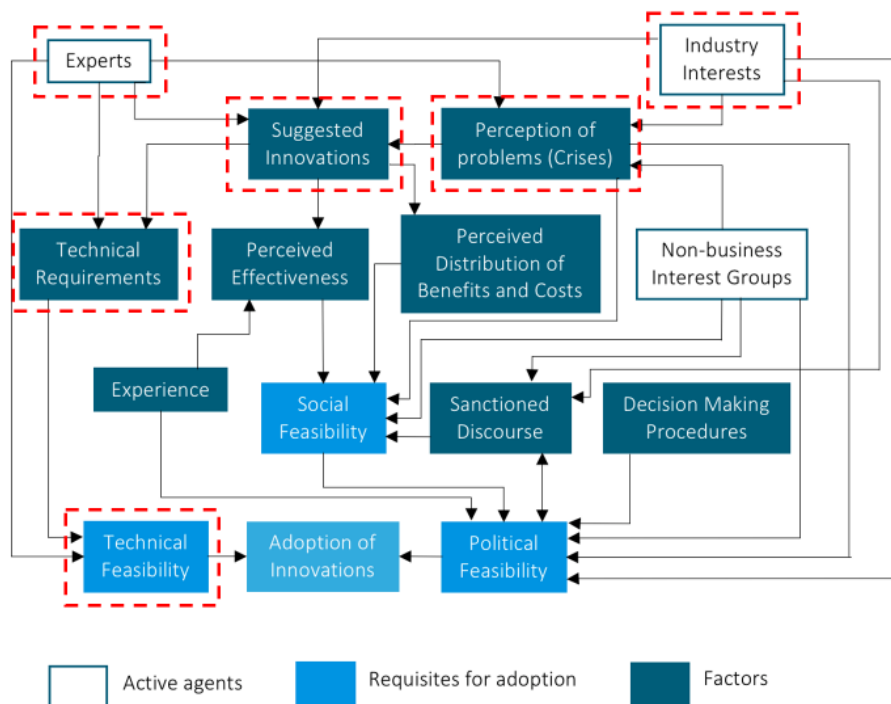 Experts
Industry
Interests
Suggested
Innovations
Perception of
problems (Crises)
Technical
Requirements
Perceived
Effectiveness
Perceived
Distribution of
Benefits and Costs
Non-business
Interest Groups
Experience
Social
Feasibility
Sanctioned
Discourse
Decision Making
Procedures
Technical
Feasibility
Adoption of
Innovations
Political
Feasibility
Active agents
Requisites for adoption
Factors